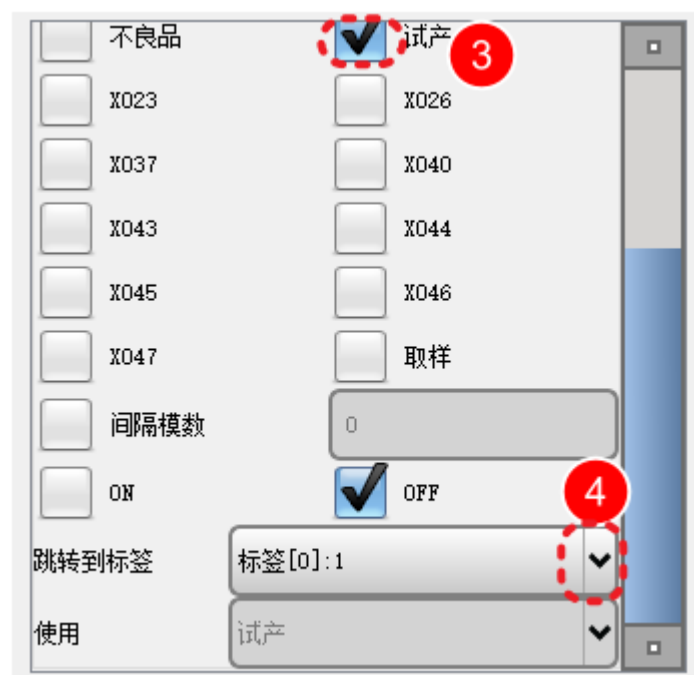 不良品 试产 3
X023 X026
X037 X040
X043 X044
X045 X046
X047 取样
间隔模数 0
ON OFF 4
跳转到标签 标签[0]:1
使用 试产